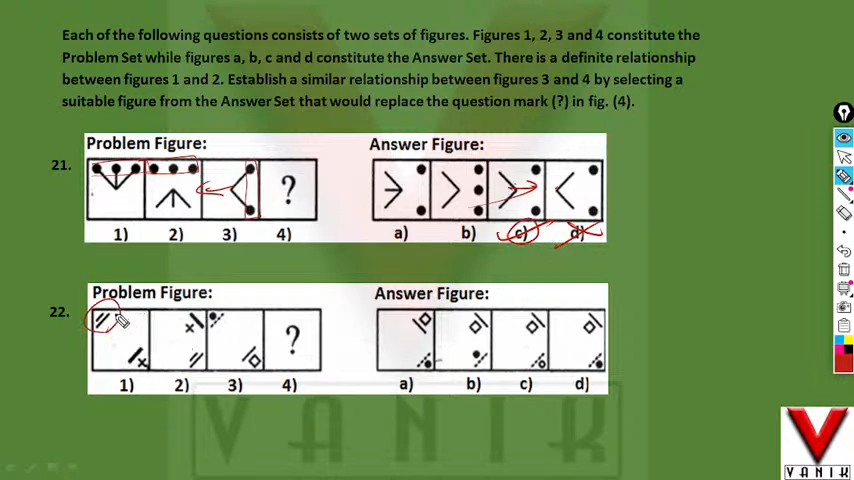 Each of the following questions consists of two sets of figures. Figures 1, 2, 3 and 4 constitute the
Problem Set while figures a, b, c and d constitute the Answer Set. There is a definite relationship
between figures 1 and 2. Establish a similar relationship between figures 3 and 4 by selecting a
suitable figure from the Answer Set that would replace the question mark (?) in fig. (4).
Problem Figure: Answer Figure:
21.
?
1) 2) 3) 4) a) b) c) d)
Problem Figure: Answer Figure:
22.
?
1) 2) 3) 4) a) b) c) d)
VANIK
VANIK